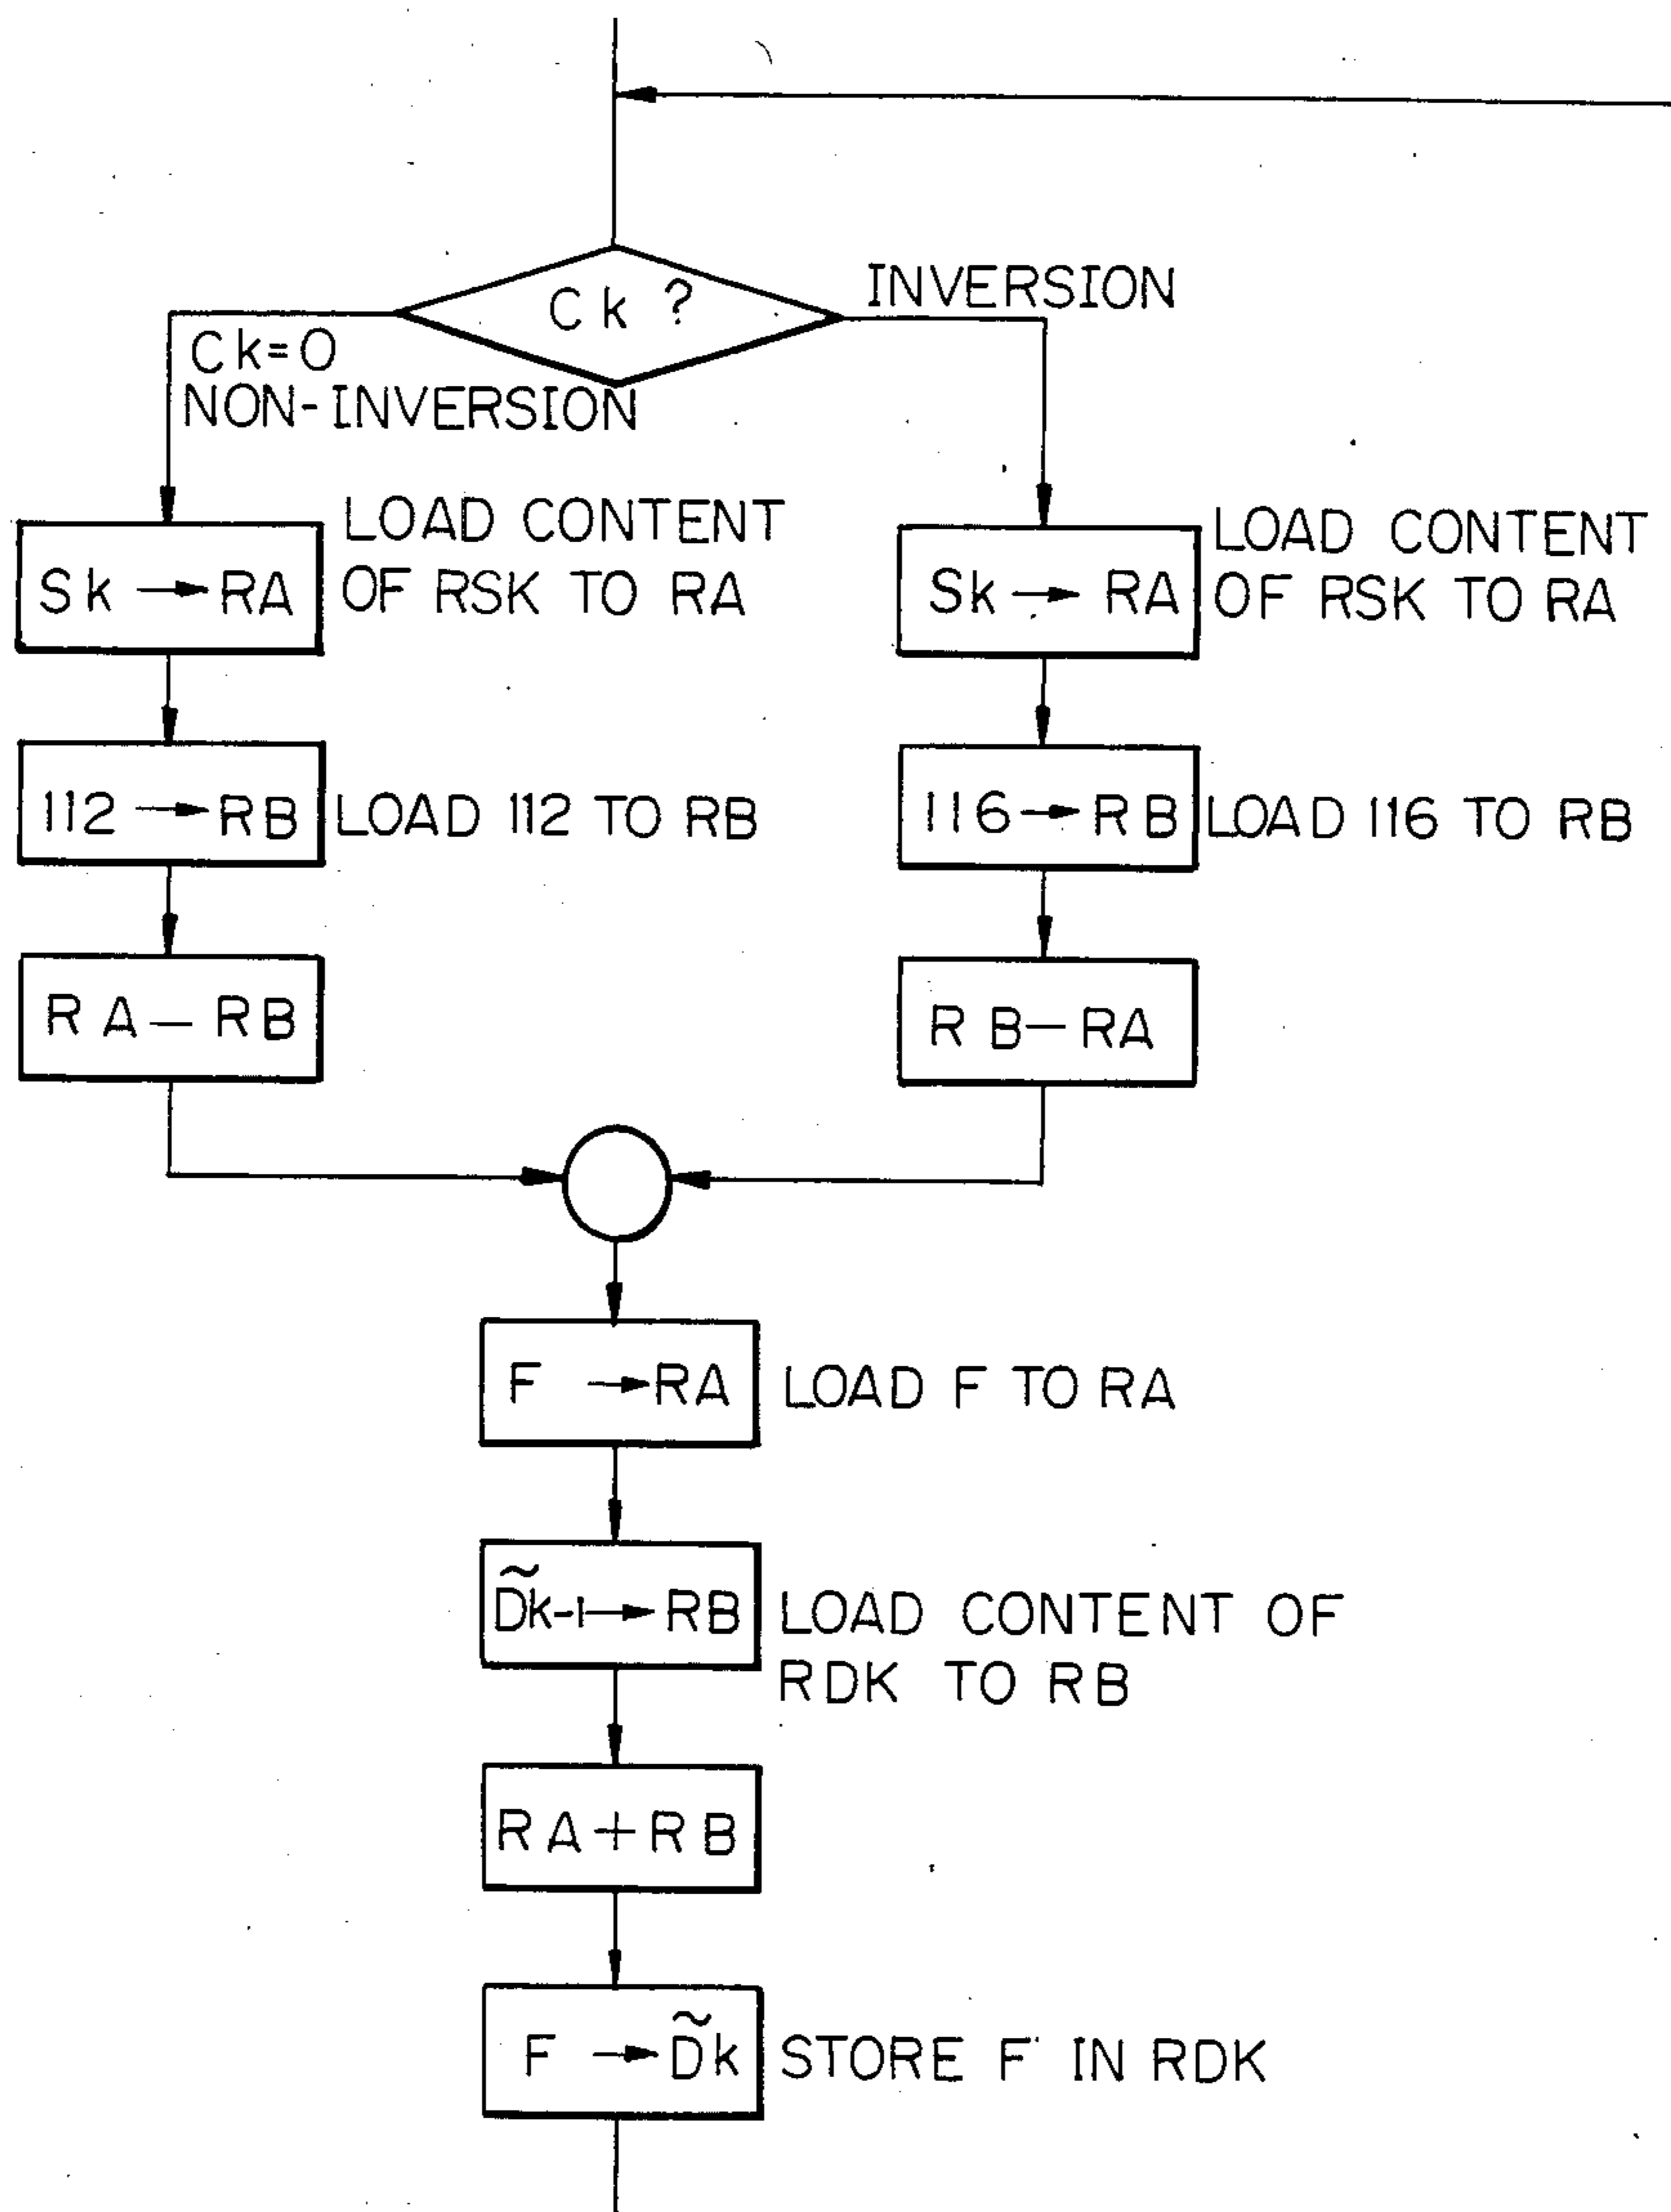 Ck ?
INVERSION
Ck=0
NON-INVERSION
Sk → RA
LOAD CONTENT
OF RSK TO RA
Sk → RA
LOAD CONTENT
OF RSK TO RA
112 → RB
LOAD 112 TO RB
116 → RB
LOAD 116 TO RB
RA — RB
RB — RA
F → RA
LOAD F TO RA
D̃k-1 → RB
LOAD CONTENT OF
RDK TO RB
RA + RB
F → D̃k
STORE F IN RDK